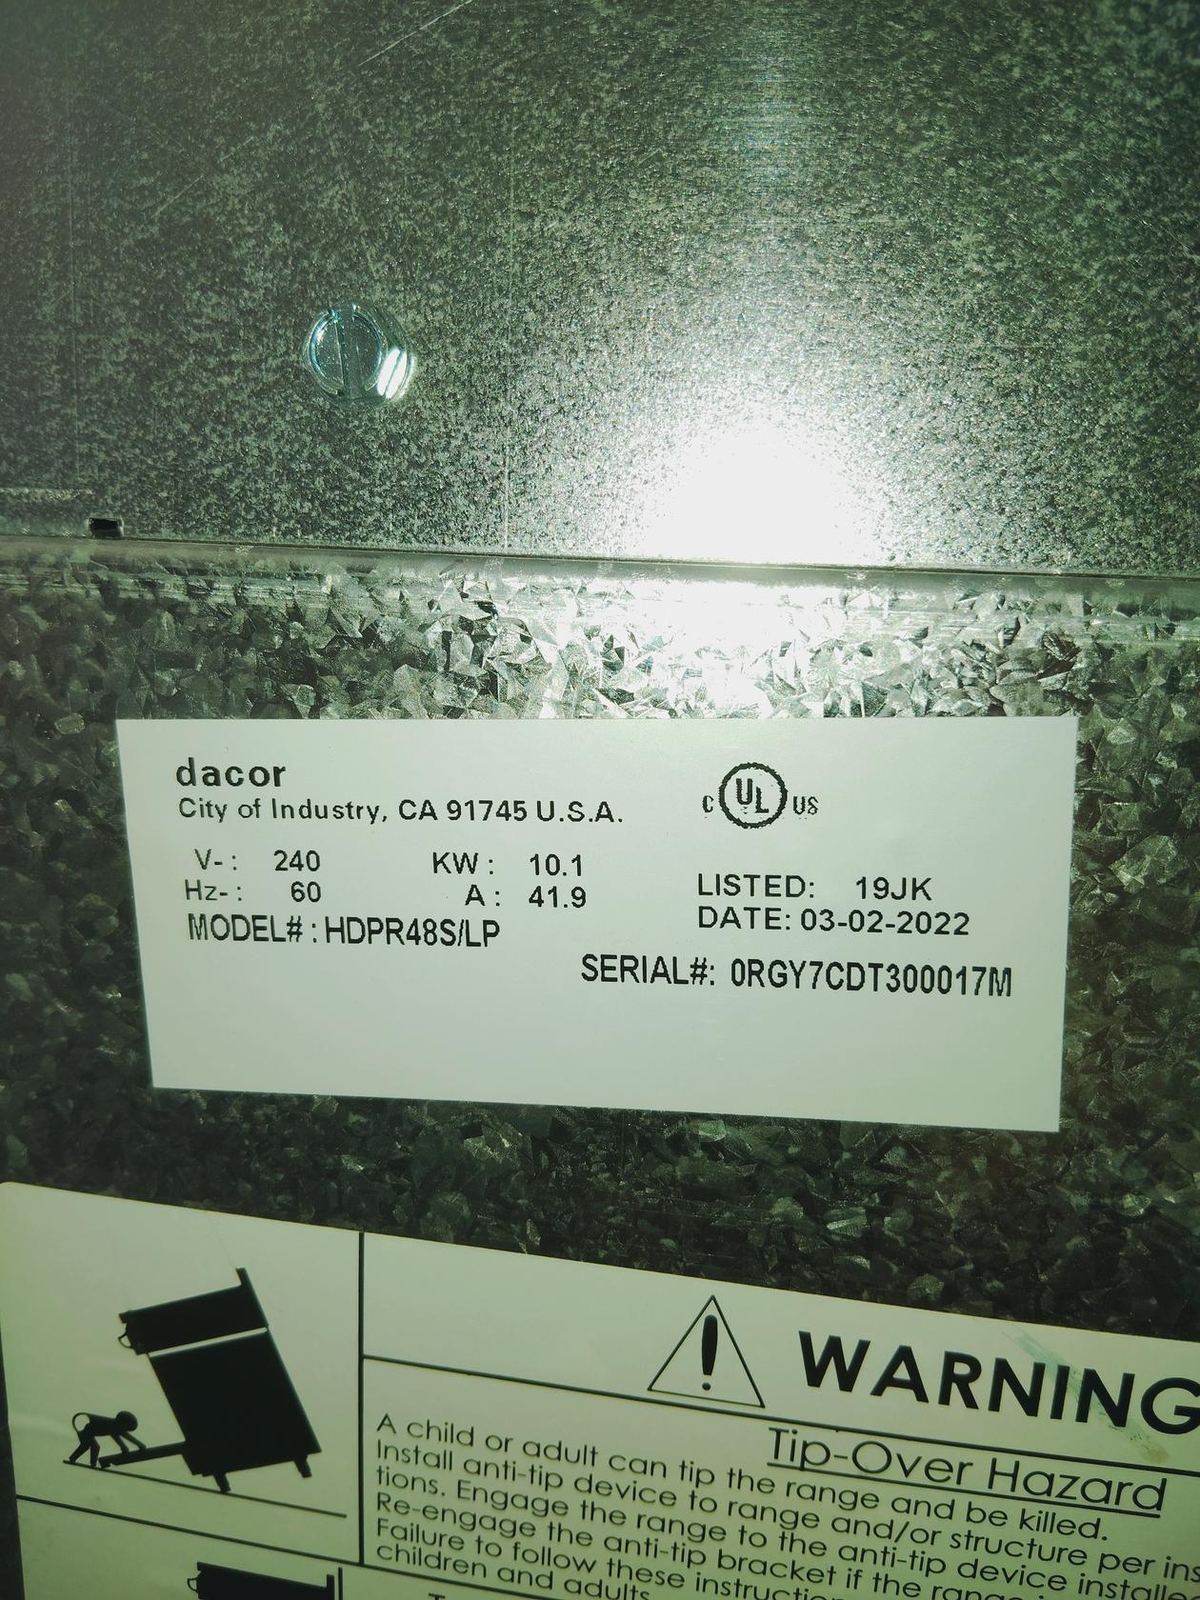 dacor
City of Industry, CA 91745 U.S.A.
C UL US
V~: 240 KW: 10.1
Hz~: 60 A: 41.9
LISTED: 19JK
MODEL#: HDPR48S/LP
DATE: 03-02-2022
SERIAL#: 0RGY7CDT300017M
WARNING
Tip-Over Hazard
A child or adult can tip the range and be killed.
Install anti-tip device to range and/or structure per ins
tions. Engage the range to the anti-tip device installe
Re-engage the anti-tip bracket if the range
Failure to follow these instruction
children and adults.